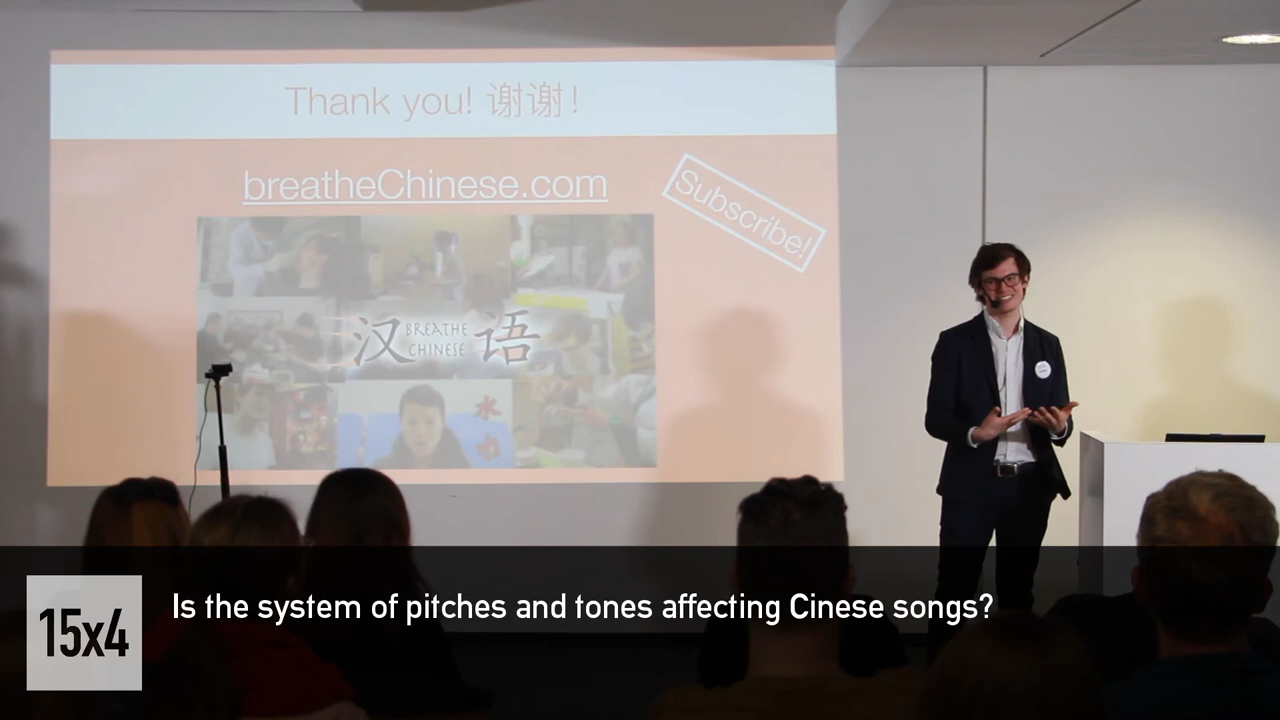 Thank you! 谢谢!
breatheChinese.com
Subscribe!
汉 BREATHE CHINESE 语
水
15x4
Is the system of pitches and tones affecting Cinese songs?